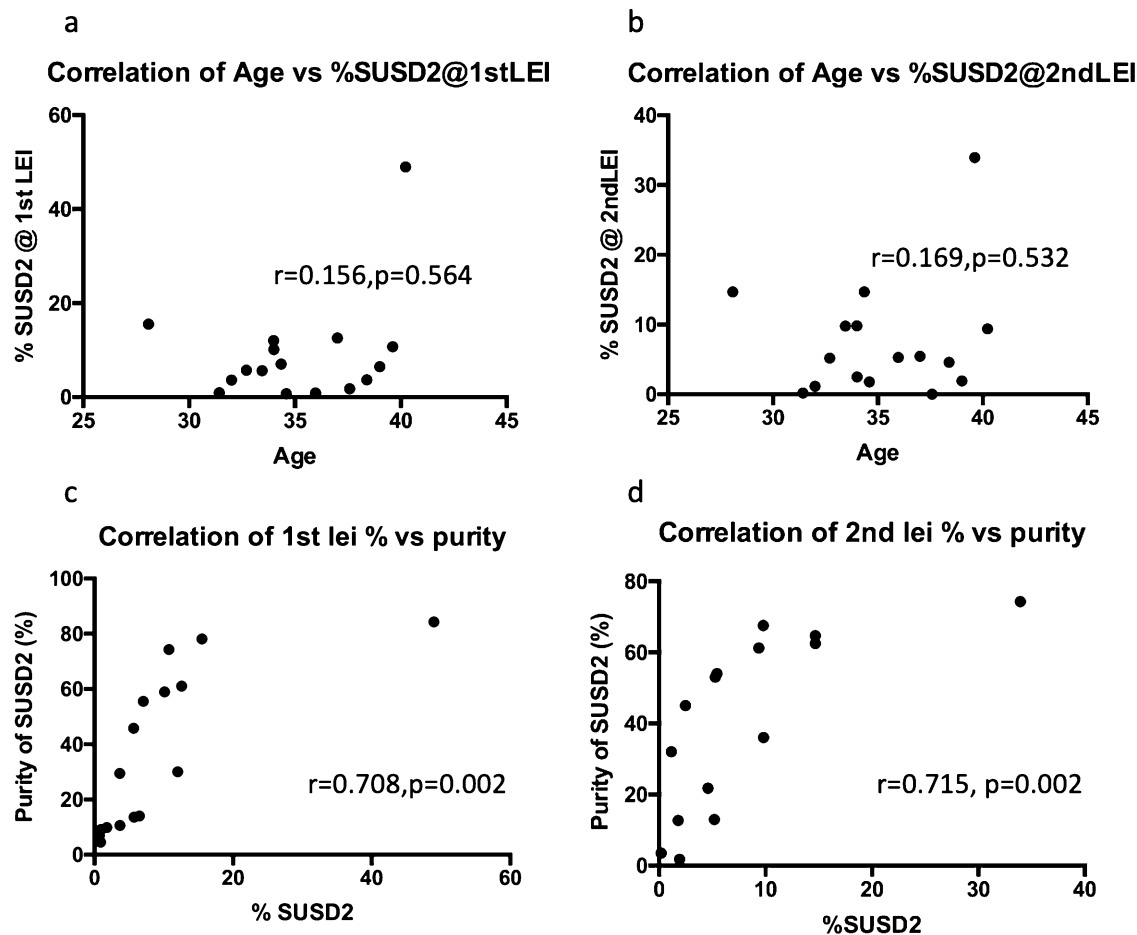 a
Correlation of Age vs %SUSD2@1stLEI
60
40
20
0
25 30 35 40 45
% SUSD2 @ 1st LEI
r=0.156,p=0.564
Age
b
Correlation of Age vs %SUSD2@2ndLEI
40
30
20
10
0
25 30 35 40 45
% SUSD2 @ 2ndLEI
r=0.169,p=0.532
Age
c
Correlation of 1st lei % vs purity
100
80
60
40
20
0
0 20 40 60
Purity of SUSD2 (%)
r=0.708,p=0.002
% SUSD2
d
Correlation of 2nd lei % vs purity
80
60
40
20
0
0 10 20 30 40
Purity of SUSD2 (%)
r=0.715, p=0.002
%SUSD2